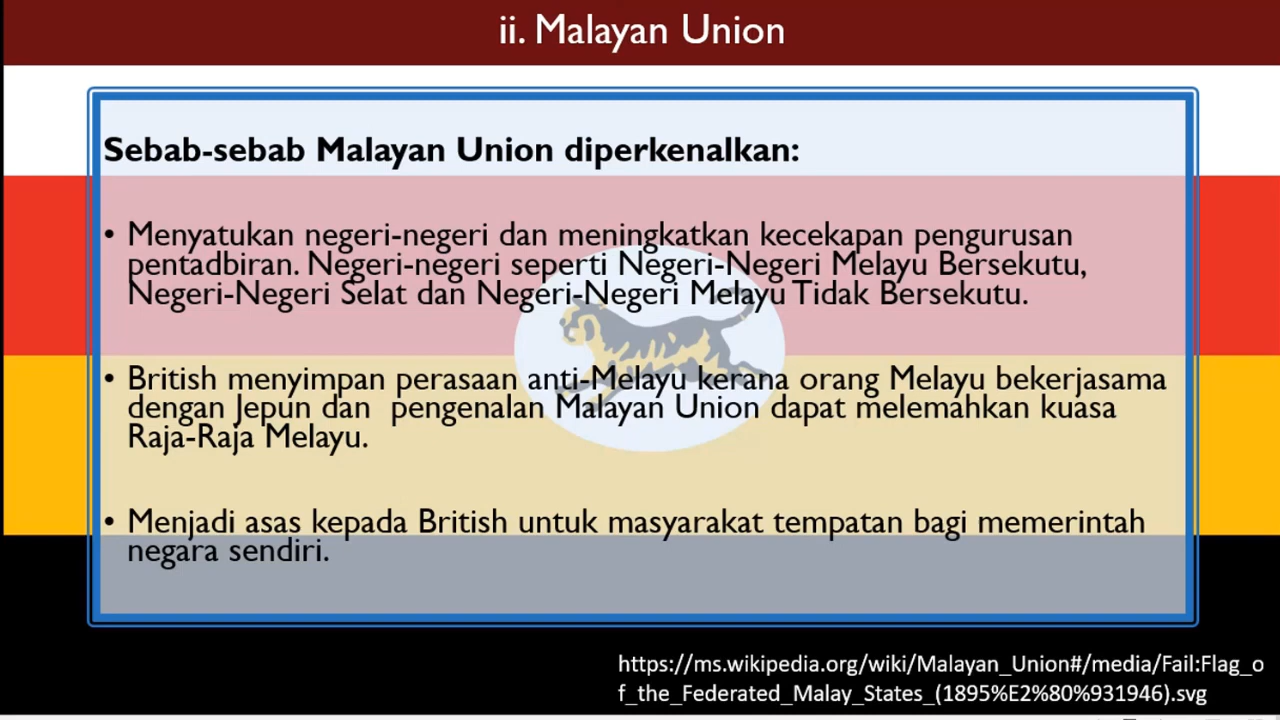 ii. Malayan Union
Sebab-sebab Malayan Union diperkenalkan:
• Menyatukan negeri-negeri dan meningkatkan kecekapan pengurusan
pentadbiran. Negeri-negeri seperti Negeri-Negeri Melayu Bersekutu,
Negeri-Negeri Selat dan Negeri-Negeri Melayu Tidak Bersekutu.
• British menyimpan perasaan anti-Melayu kerana orang Melayu bekerjasama
dengan Jepun dan pengenalan Malayan Union dapat melemahkan kuasa
Raja-Raja Melayu.
• Menjadi asas kepada British untuk masyarakat tempatan bagi memerintah
negara sendiri.
https://ms.wikipedia.org/wiki/Malayan_Union#/media/Fail:Flag_o
f_the_Federated_Malay_States_(1895%E2%80%931946).svg